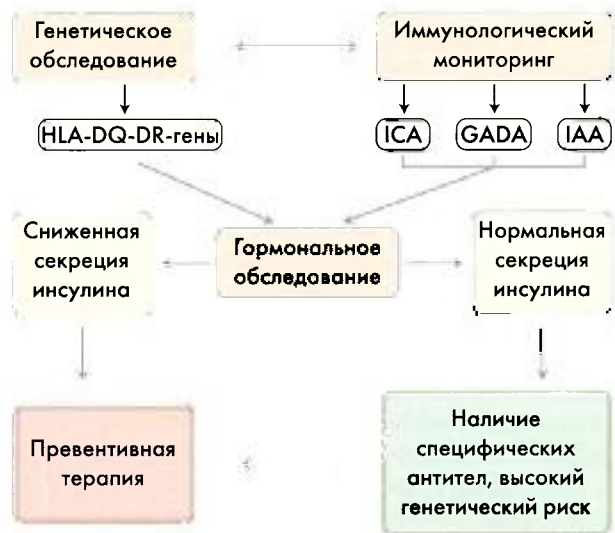 Генетическое
обследование
Иммунологический
мониторинг
HLA-DQ-DR-гены
ICA
GADA
IAA
Сниженная
секреция
инсулина
Гормональное
обследование
Нормальная
секреция
инсулина
Превентивная
терапия
Наличие
специфических
антител, высокий
генетический риск